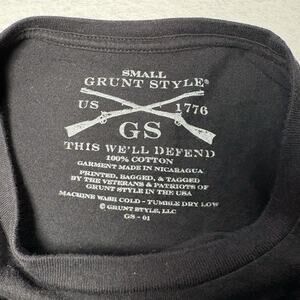 SMALL
GRUNT STYLE®
US 1776
GS
THIS WE'LL DEFEND
100% COTTON
GARMENT MADE IN NICARAGUA
PRINTED, BAGGED, & TAGGED
BY THE VETERANS & PATRIOTS OF
GRUNT STYLE IN THE USA
MACHINE WASH COLD - TUMBLE DRY LOW
© GRUNT STYLE, LLC
GS - 01